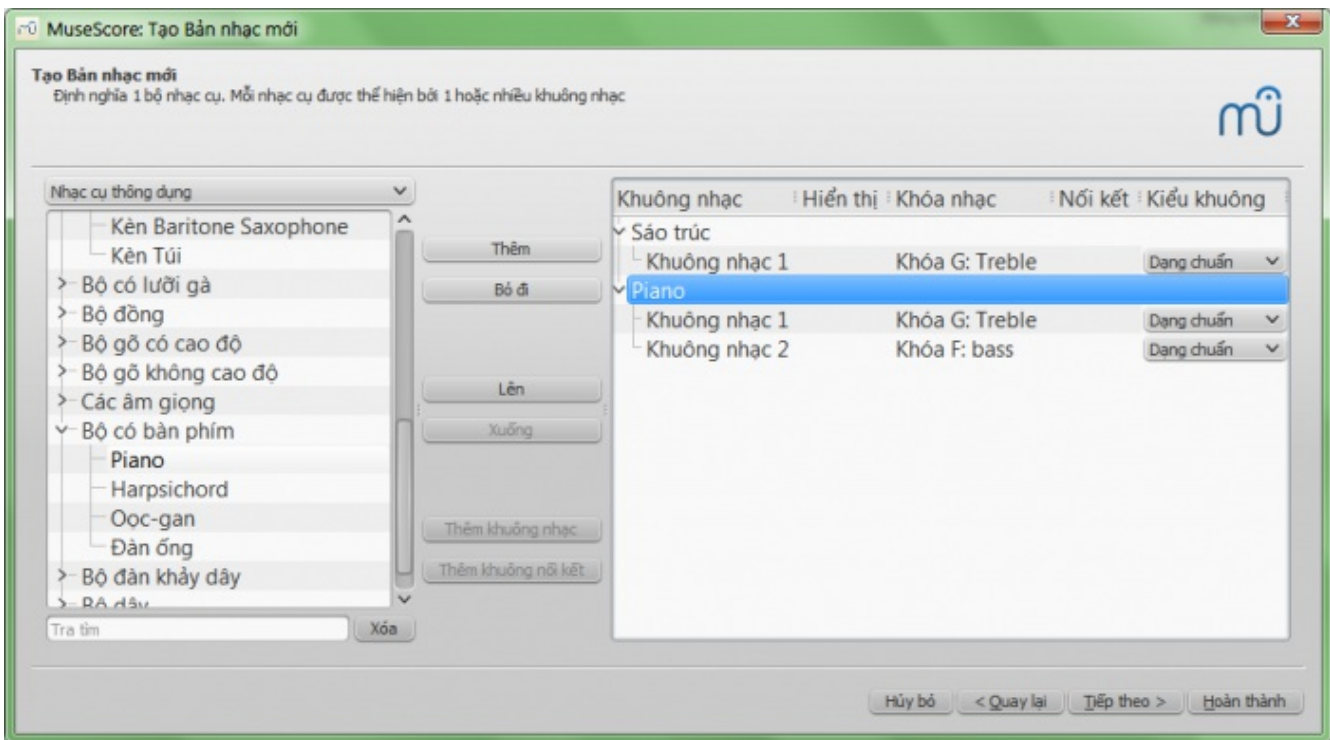 MuseScore: Tạo Bản nhạc mới
Tạo Bản nhạc mới
Định nghĩa 1 bộ nhạc cụ. Mỗi nhạc cụ được thể hiện bởi 1 hoặc nhiều khuông nhạc
Nhạc cụ thông dụng
Kèn Baritone Saxophone
Kèn Túi
Bộ có lưỡi gà
Bộ đồng
Bộ gõ có cao độ
Bộ gõ không cao độ
Các âm giọng
Bộ có bàn phím
Piano
Harpsichord
Oọc-gan
Đàn ống
Bộ đàn khảy dây
Bộ dây
Tra tìm
Xóa
Thêm
Bỏ đi
Lên
Xuống
Thêm khuông nhạc
Thêm khuông nối kết
Khuông nhạc Hiển thị Khóa nhạc Nối kết Kiểu khuông
Sáo trúc
Khuông nhạc 1 Khóa G: Treble Dạng chuẩn
Piano
Khuông nhạc 1 Khóa G: Treble Dạng chuẩn
Khuông nhạc 2 Khóa F: bass Dạng chuẩn
Hủy bỏ < Quay lại Tiếp theo > Hoàn thành